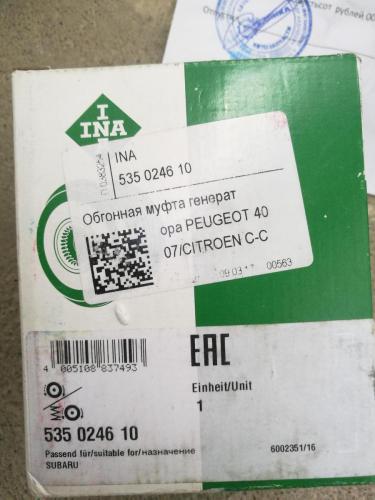 рублей
I
INA
INA
535 0246 10
Обгонная муфта генерат
ора PEUGEOT 40
07/CITROEN C-C
00563
4 005108 837493
EAC
Einheit/Unit
1
535 0246 10
Passend für/suitable for/назначение
SUBARU
6002351/16